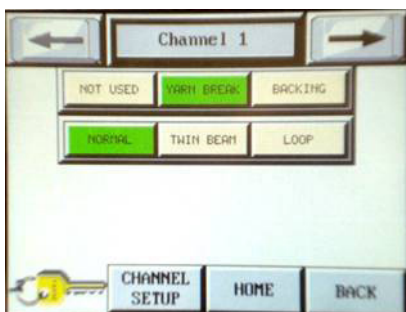 Channel 1
NOT USED YARN BREAK BACKING
NORMAL TWIN BEAM LOOP
CHANNEL SETUP HOME BACK